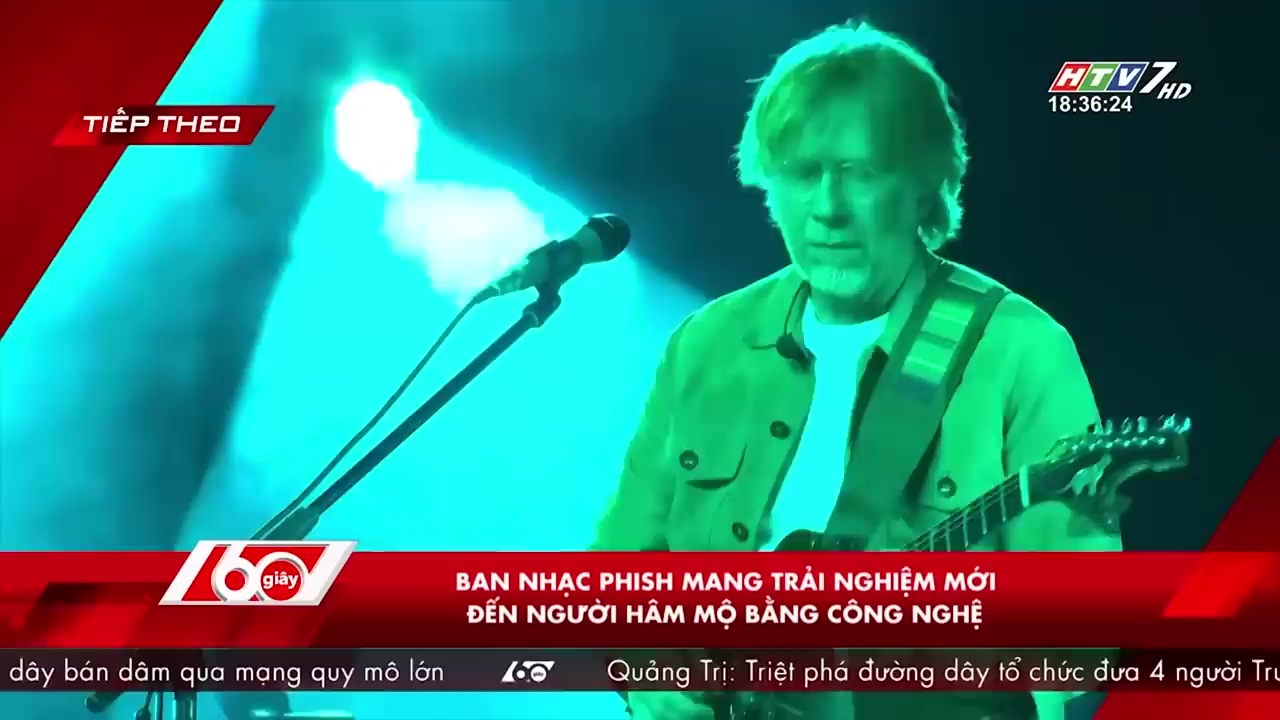 TIẾP THEO
HTV7 HD
18:36:24
60 giây
BAN NHẠC PHISH MANG TRẢI NGHIỆM MỚI
ĐẾN NGƯỜI HÂM MỘ BẰNG CÔNG NGHỆ
dây bán dâm qua mạng quy mô lớn 60 giây Quảng Trị: Triệt phá đường dây tổ chức đưa 4 người